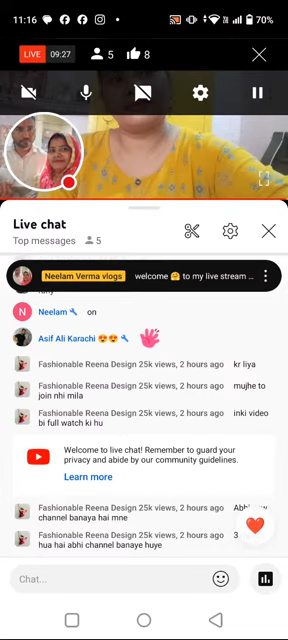 11:16
70%
LIVE 09:27 5 8
Live chat
Top messages 5
Neelam Verma vlogs welcome 🤗 to my live stream ...
N Neelam on
Asif Ali Karachi 😍😍
Fashionable Reena Design 25k views, 2 hours ago kr liya
Fashionable Reena Design 25k views, 2 hours ago mujhe to
join nhi mila
Fashionable Reena Design 25k views, 2 hours ago inki video
bi full watch ki hu
Welcome to live chat! Remember to guard your
privacy and abide by our community guidelines.
Learn more
Fashionable Reena Design 25k views, 2 hours ago
channel banaya hai mne
Fashionable Reena Design 25k views, 2 hours ago 3
hua hai abhi channel banaye huye
Chat...